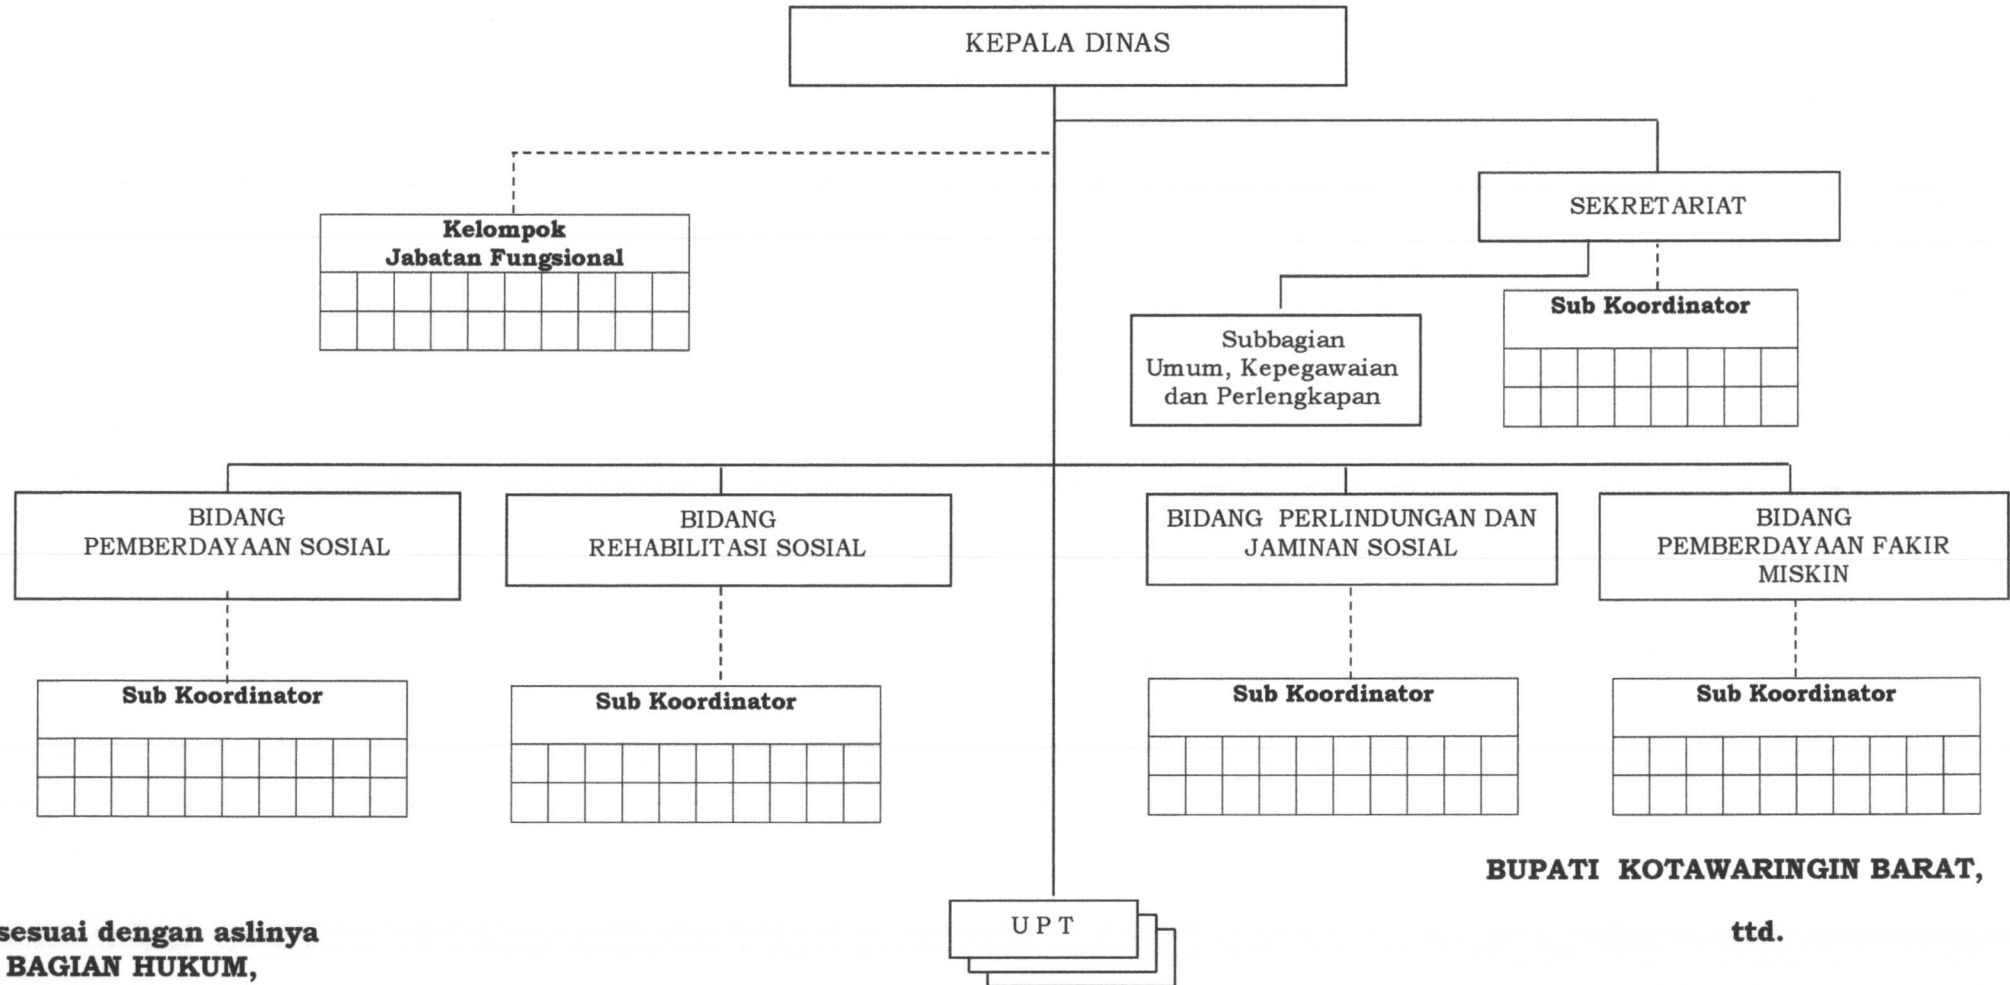 KEPALA DINAS
Kelompok
Jabatan Fungsional
SEKRETARIAT
Subbagian
Umum, Kepegawaian
dan Perlengkapan
Sub Koordinator
BIDANG
PEMBERDAYAAN SOSIAL
BIDANG
REHABILITASI SOSIAL
BIDANG PERLINDUNGAN DAN
JAMINAN SOSIAL
BIDANG
PEMBERDAYAAN FAKIR
MISKIN
Sub Koordinator
Sub Koordinator
Sub Koordinator
Sub Koordinator
BUPATI KOTAWARINGIN BARAT,
ttd.
sesuai dengan aslinya
BAGIAN HUKUM,
U P T